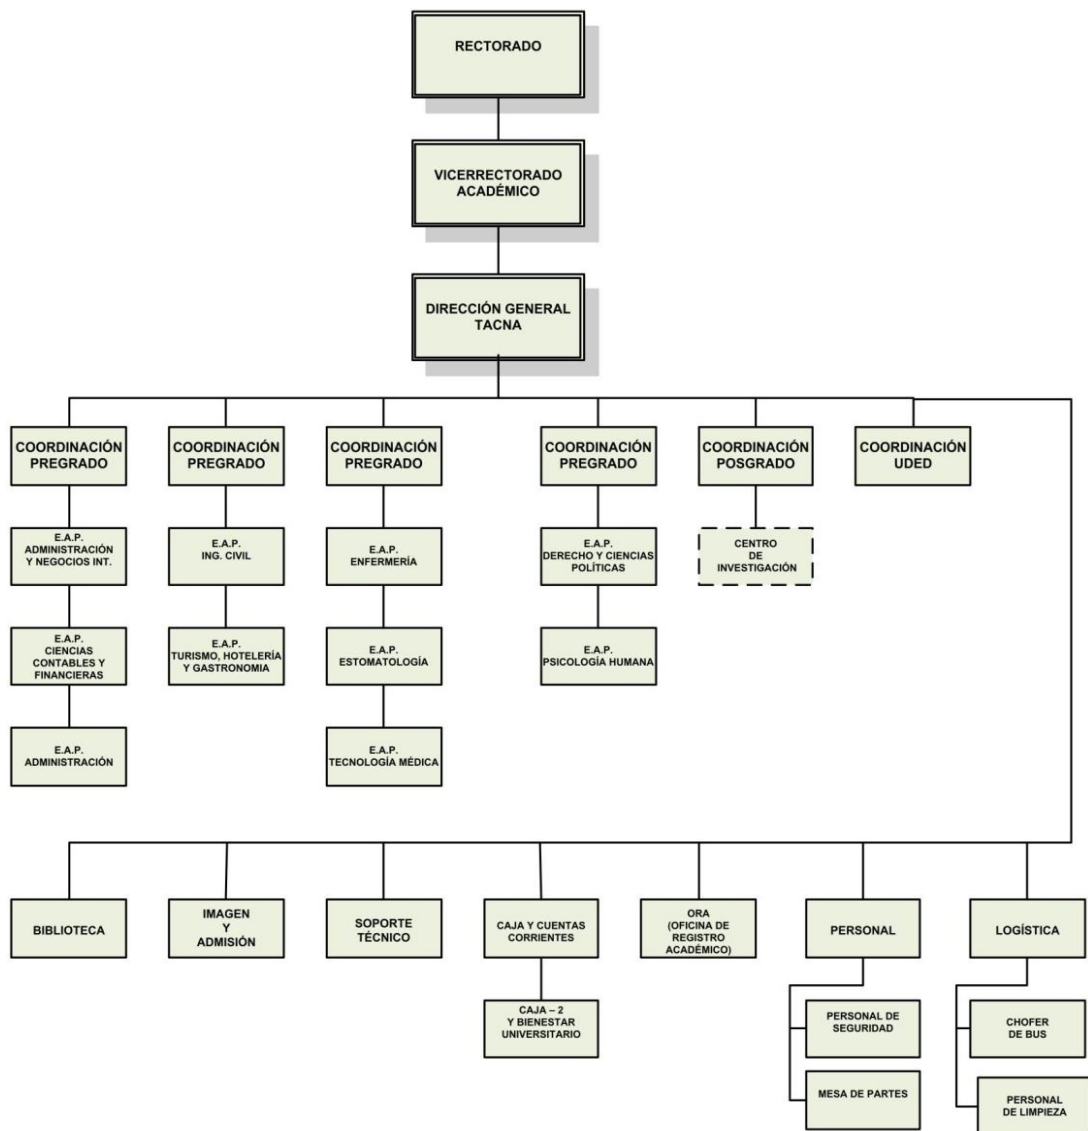 RECTORADO
VICERRECTORADO
ACADÉMICO
DIRECCIÓN GENERAL
TACNA
COORDINACIÓN
PREGRADO
COORDINACIÓN
PREGRADO
COORDINACIÓN
PREGRADO
COORDINACIÓN
PREGRADO
COORDINACIÓN
POSGRADO
COORDINACIÓN
UDED
E.A.P.
ADMINISTRACIÓN
Y NEGOCIOS INT.
E.A.P.
ING. CIVIL
E.A.P.
ENFERMERÍA
E.A.P.
DERECHO Y CIENCIAS
POLÍTICAS
CENTRO
DE
INVESTIGACIÓN
E.A.P.
CIENCIAS
CONTABLES Y
FINANCIERAS
E.A.P.
TURISMO, HOTELERÍA
Y GASTRONOMIA
E.A.P.
ESTOMATOLOGÍA
E.A.P.
PSICOLOGÍA HUMANA
E.A.P.
ADMINISTRACIÓN
E.A.P.
TECNOLOGÍA MÉDICA
BIBLIOTECA
IMAGEN
Y
ADMISIÓN
SOPORTE
TÉCNICO
CAJA Y CUENTAS
CORRIENTES
ORA
(OFICINA DE
REGISTRO
ACADÉMICO)
PERSONAL
LOGÍSTICA
CAJA – 2
Y BIENESTAR
UNIVERSITARIO
PERSONAL DE
SEGURIDAD
CHOFER
DE BUS
MESA DE PARTES
PERSONAL
DE LIMPIEZA